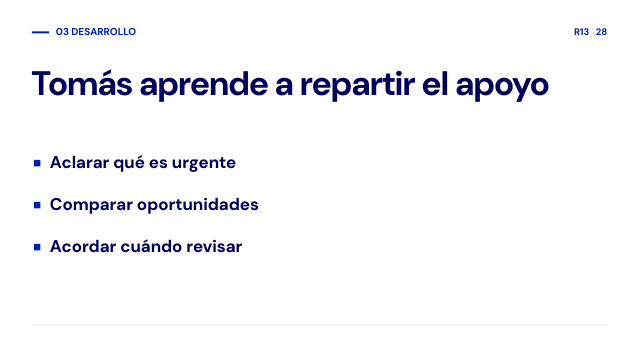 03 DESARROLLO
R13 28
Tomás aprende a repartir el apoyo
Aclarar qué es urgente
Comparar oportunidades
Acordar cuándo revisar